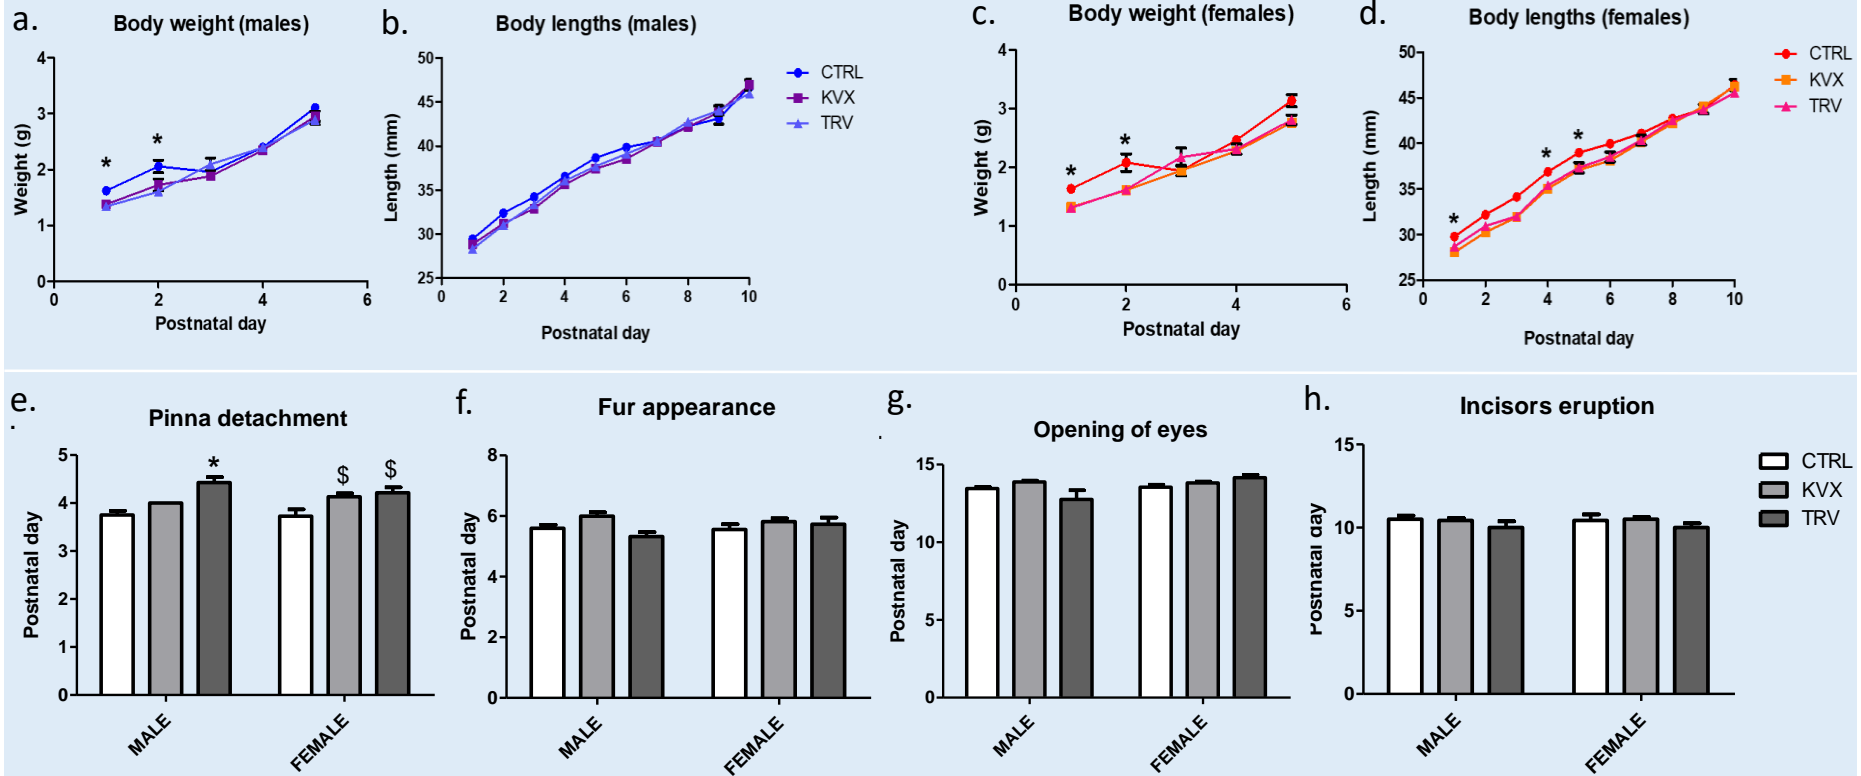 a.
Body weight (males)
4
3
2
1
0
Weight (g)
*
*
0
2
4
6
Postnatal day
b.
Body lengths (males)
50
45
40
35
30
25
Length (mm)
0
2
4
6
8
10
Postnatal day
CTRL
KVX
TRV
c.
Body weight (females)
4
3
2
1
0
Weight (g)
*
*
0
2
4
6
Postnatal day
d.
Body lengths (females)
50
45
40
35
30
25
Length (mm)
*
*
*
0
2
4
6
8
10
Postnatal day
CTRL
KVX
TRV
e.
.
Pinna detachment
5
4
3
2
1
0
Postnatal day
*
$
$
MALE
FEMALE
f.
Fur appearance
8
6
4
2
0
Postnatal day
MALE
FEMALE
g.
.
Opening of eyes
15
10
5
0
Postnatal day
MALE
FEMALE
h.
Incisors eruption
15
10
5
0
Postnatal day
MALE
FEMALE
CTRL
KVX
TRV